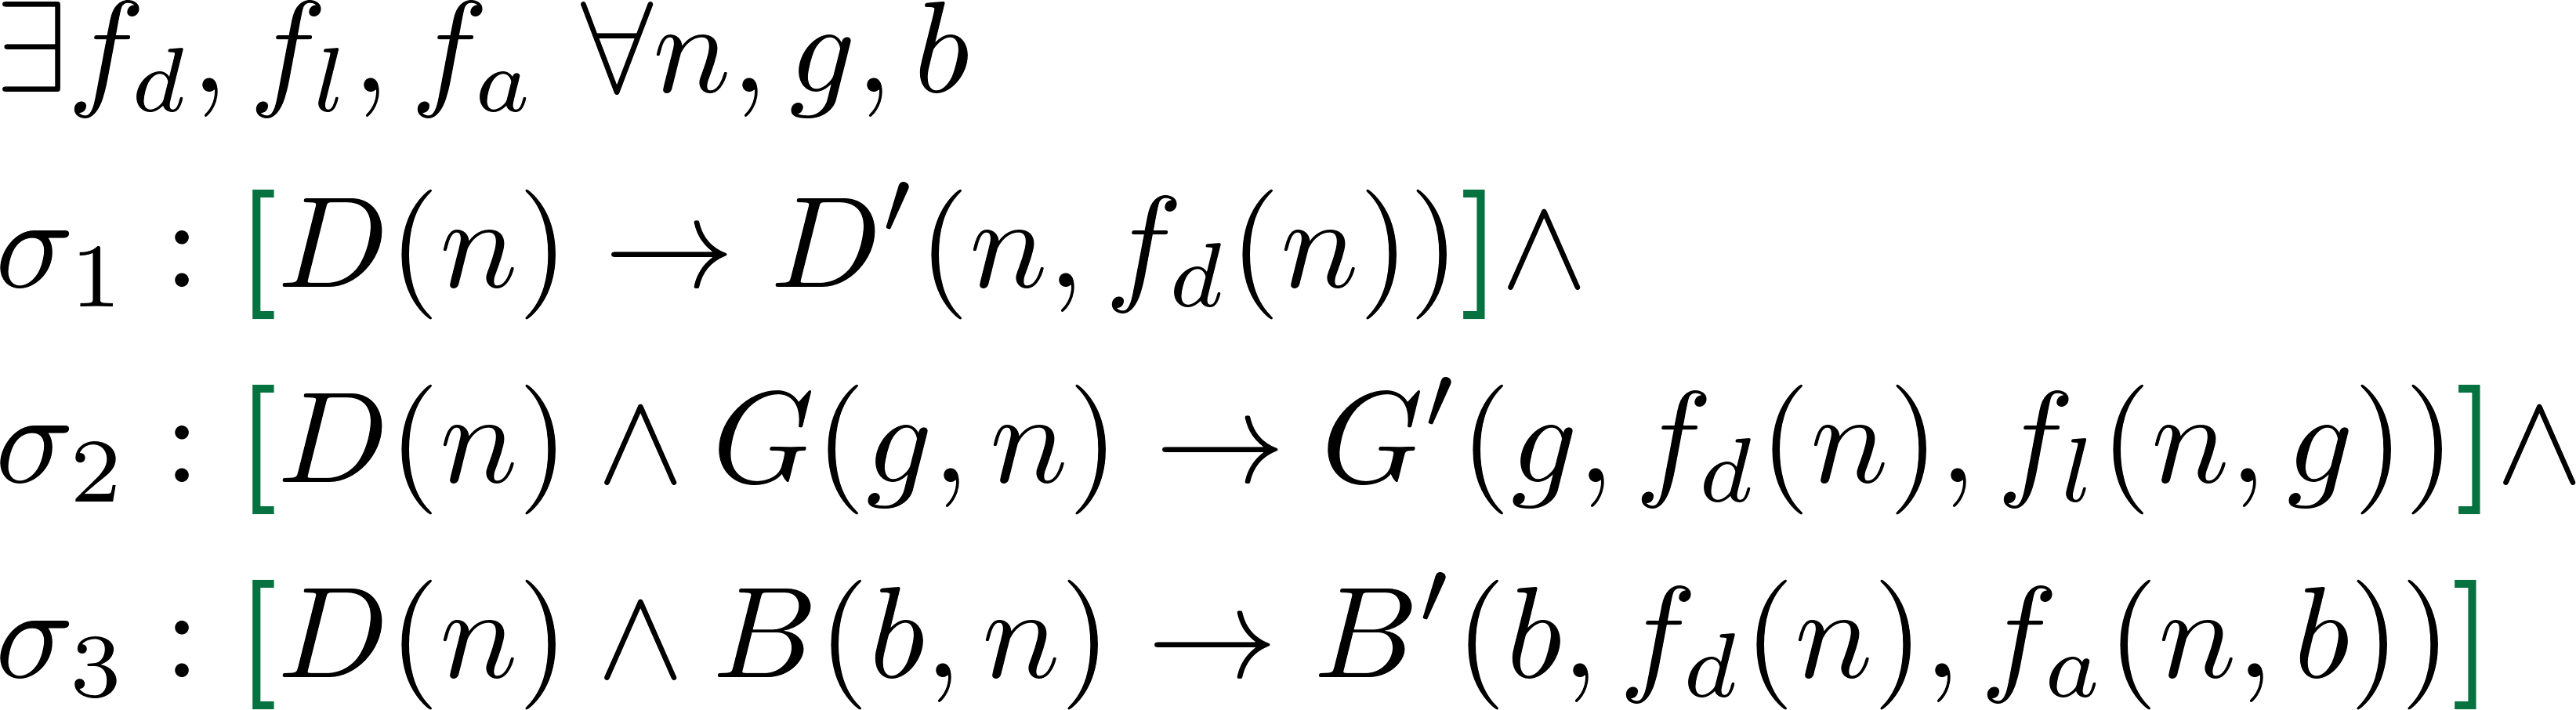 ∃f_d, f_l, f_a ∀n, g, b
σ_1 : [D(n) → D′(n, f_d(n))]∧
σ_2 : [D(n) ∧ G(g, n) → G′(g, f_d(n), f_l(n, g))]∧
σ_3 : [D(n) ∧ B(b, n) → B′(b, f_d(n), f_a(n, b))]